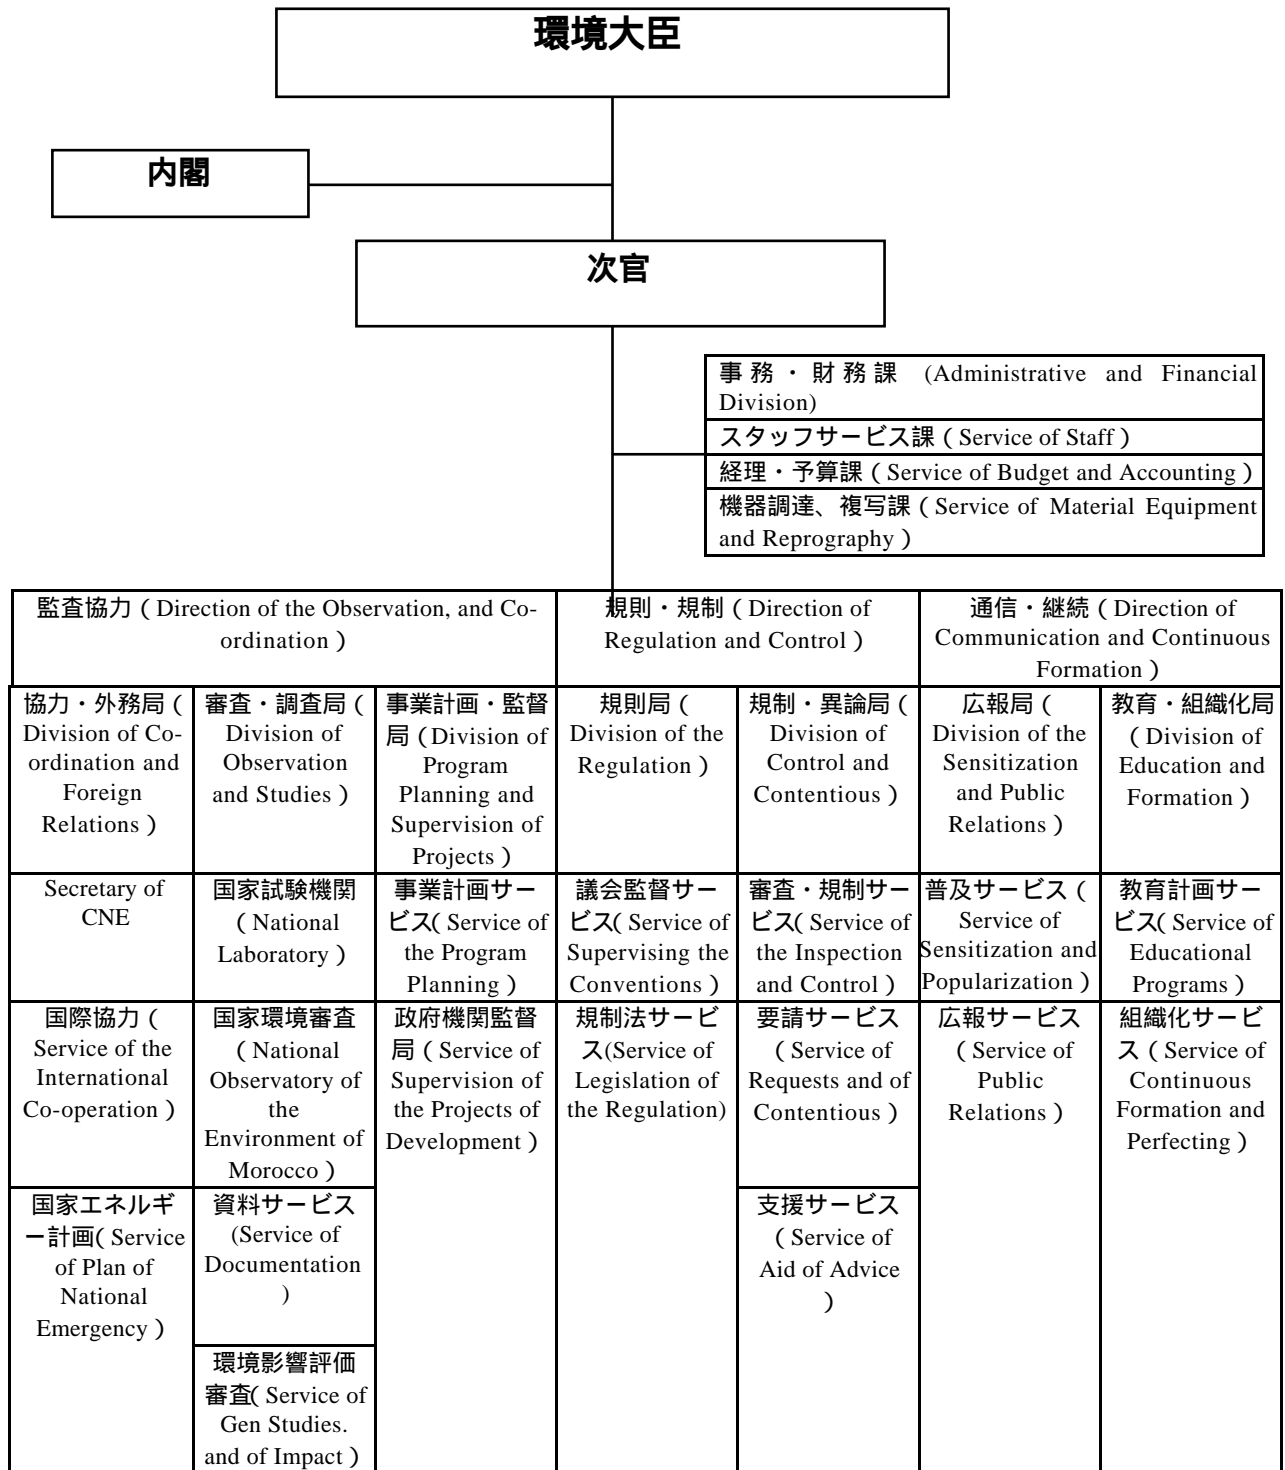 環境大臣
内閣
次官
事務・財務課 (Administrative and Financial
Division)
スタッフサービス課（Service of Staff）
経理・予算課（Service of Budget and Accounting）
機器調達、複写課（Service of Material Equipment
and Reprography）
監査協力（Direction of the Observation, and Co-
ordination）
規則・規制（Direction of
Regulation and Control）
通信・継続（Direction of
Communication and Continuous
Formation）
協力・外務局（
Division of Co-
ordination and
Foreign
Relations）
審査・調査局（
Division of
Observation
and Studies）
事業計画・監督
局（Division of
Program
Planning and
Supervision of
Projects）
規則局（
Division of the
Regulation）
規制・異論局（
Division of
Control and
Contentious）
広報局（
Division of the
Sensitization
and Public
Relations）
教育・組織化局
（Division of
Education and
Formation）
Secretary of
CNE
国家試験機関
（National
Laboratory）
事業計画サー
ビス（Service of
the Program
Planning）
議会監督サー
ビス（Service of
Supervising the
Conventions）
審査・規制サー
ビス（Service of
the Inspection
and Control）
普及サービス（
Service of
Sensitization and
Popularization）
教育計画サー
ビス（Service of
Educational
Programs）
国際協力（
Service of the
International
Co-operation）
国家環境審査
（National
Observatory of
the
Environment of
Morocco）
政府機関監督
局（Service of
Supervision of
the Projects of
Development）
規制法サービ
ス(Service of
Legislation of
the Regulation)
要請サービス
（Service of
Requests and of
Contentious）
広報サービス
（Service of
Public
Relations）
組織化サービ
ス（Service of
Continuous
Formation and
Perfecting）
国家エネルギ
ー計画（Service
of Plan of
National
Emergency）
資料サービス
(Service of
Documentation
)
支援サービス
（Service of
Aid of Advice
）
環境影響評価
審査（Service of
Gen Studies.
and of Impact）